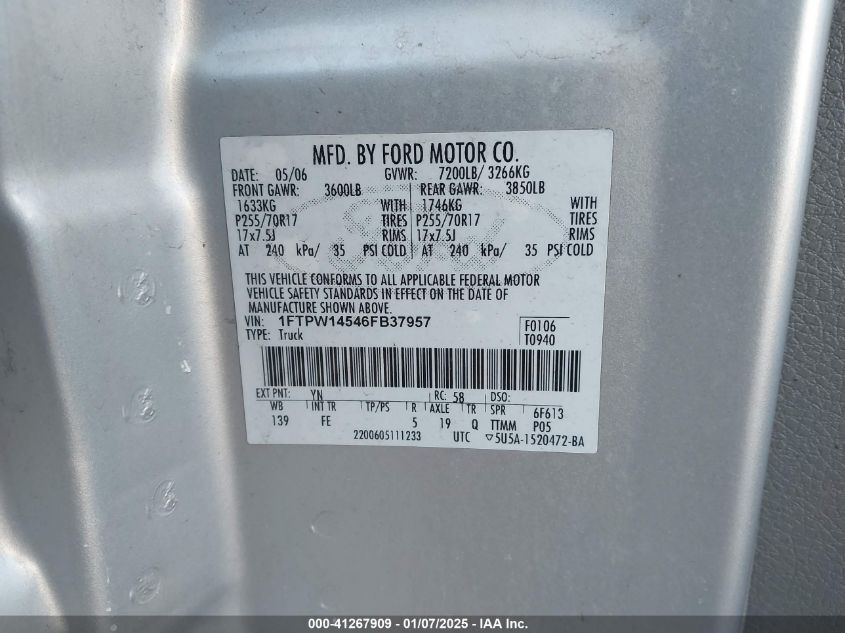 MFD. BY FORD MOTOR CO.
DATE: 05/06 GVWR: 7200LB/ 3266KG
FRONT GAWR: 3600LB REAR GAWR: 3850LB
1633KG WITH 1746KG WITH
P255/70R17 TIRES P255/70R17 TIRES
17x7.5J RIMS 17x7.5J RIMS
AT 240 kPa/ 35 PSI COLD AT 240 kPa/ 35 PSI COLD
THIS VEHICLE CONFORMS TO ALL APPLICABLE FEDERAL MOTOR
VEHICLE SAFETY STANDARDS IN EFFECT ON THE DATE OF
MANUFACTURE SHOWN ABOVE.
VIN: 1FTPW14546FB37957 F0106
TYPE: Truck T0940
EXT PNT: YN RC: 58 DSO:
WB INT TR TP/PS R AXLE TR SPR 6F613
139 FE 5 19 Q TTMM P05
2200605111233 UTC ▽5U5A-1520472-BA
000-41267909 - 01/07/2025 - IAA Inc.